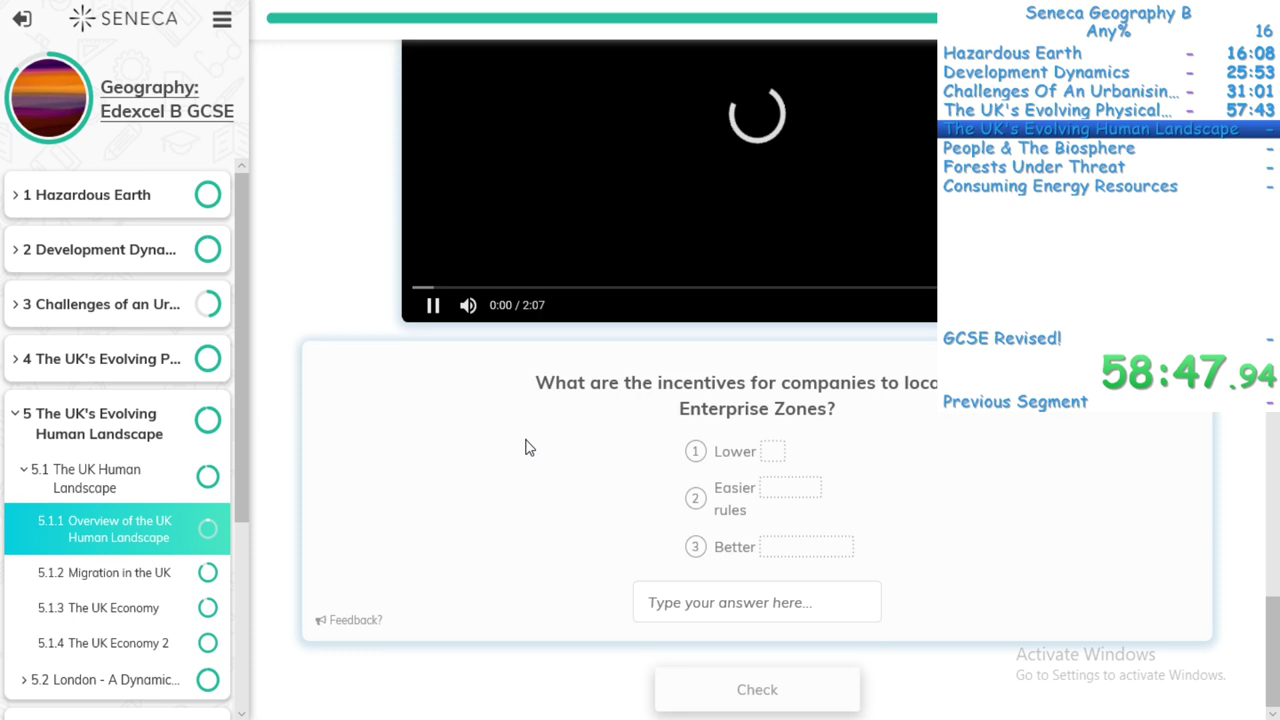 SENECA
Geography:
Edexcel B GCSE
1 Hazardous Earth
2 Development Dyna...
3 Challenges of an Ur...
4 The UK's Evolving P...
5 The UK's Evolving
Human Landscape
5.1 The UK Human
Landscape
5.1.1 Overview of the UK
Human Landscape
5.1.2 Migration in the UK
5.1.3 The UK Economy
5.1.4 The UK Economy 2
5.2 London - A Dynamic...
0:00 / 2:07
What are the incentives for companies to loca
Enterprise Zones?
1 Lower
2 Easier
rules
3 Better
Type your answer here...
Feedback?
Check
Seneca Geography B
Any% 16
Hazardous Earth - 16:08
Development Dynamics - 25:53
Challenges Of An Urbanisin... - 31:01
The UK's Evolving Physical... - 57:43
The UK's Evolving Human Landscape -
People & The Biosphere -
Forests Under Threat -
Consuming Energy Resources -
GCSE Revised! -
58:47.94
Previous Segment -
Activate Windows
Go to Settings to activate Windows.